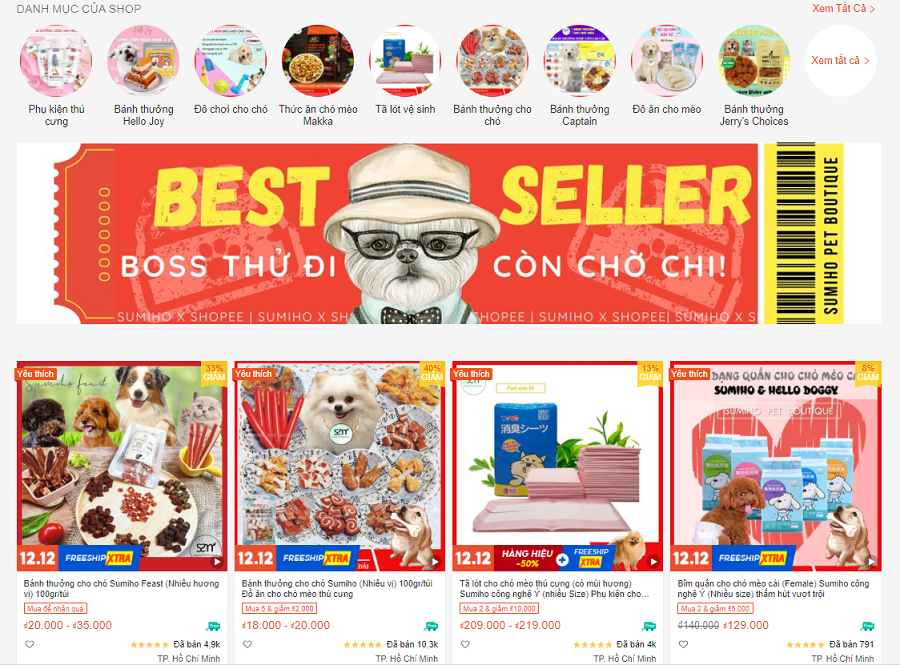 DANH MỤC CỦA SHOP
Xem Tất Cả >
Phụ kiện thú cưng
Bánh thưởng Hello Joy
Đồ chơi cho chó
Thức ăn chó mèo Makka
Tã lót vệ sinh
Bánh thưởng cho chó
Bánh thưởng Captain
Đồ ăn cho mèo
Bánh thưởng Jerry's Choices
Xem tất cả >
BEST SELLER
BOSS THỬ ĐI CÒN CHỜ CHI!
SUMIHO X SHOPEE | SUMIHO X SH
SHOPEE | SUMIHO X SHOPEE| SUMIHO X S
SUMIHO PET BOUTIQUE
Yêu thích
33% GIẢM
Sumiho feast
12.12 FREESHIP XTRA
Bánh thưởng cho chó Sumiho Feast (Nhiều hương
vị) 100gr/túi
Mua để nhận quà
₫20.000 - ₫35.000
Đã bán 4,9k
TP. Hồ Chí Minh
Yêu thích
40% GIẢM
12.12 FREESHIP XTRA
Bánh thưởng cho chó Sumiho (Nhiều vị) 100gr/túi
Đồ ăn cho chó mèo thú cưng
Mua 5 & giảm ₫2.000
₫18.000 - ₫20.000
Đã bán 10,3k
TP. Hồ Chí Minh
Yêu thích
13% GIẢM
Pad size M
消臭シーツ
12.12 HÀNG HIỆU -50% + FREESHIP XTRA
Tã lót cho chó mèo thú cưng (có mùi hương)
Sumiho công nghệ Ý (nhiều Size) Phụ kiện cho...
Mua 2 & giảm ₫10.000
₫209.000 - ₫219.000
Đã bán 4k
TP. Hồ Chí Minh
Yêu thích
8% GIẢM
DẠNG QUẦN CHO CHÓ MÈO CÁ
SUMIHO & HELLO DOGGY
SUMIHO PET BOUTIQUE
12.12 FREESHIP XTRA
Bỉm quần cho chó mèo cái (Female) Sumiho công
nghệ Ý (Nhiều size) thấm hút vượt trội
Mua 2 & giảm ₫5.000
₫140.000 ₫129.000
Đã bán 791
TP. Hồ Chí Minh